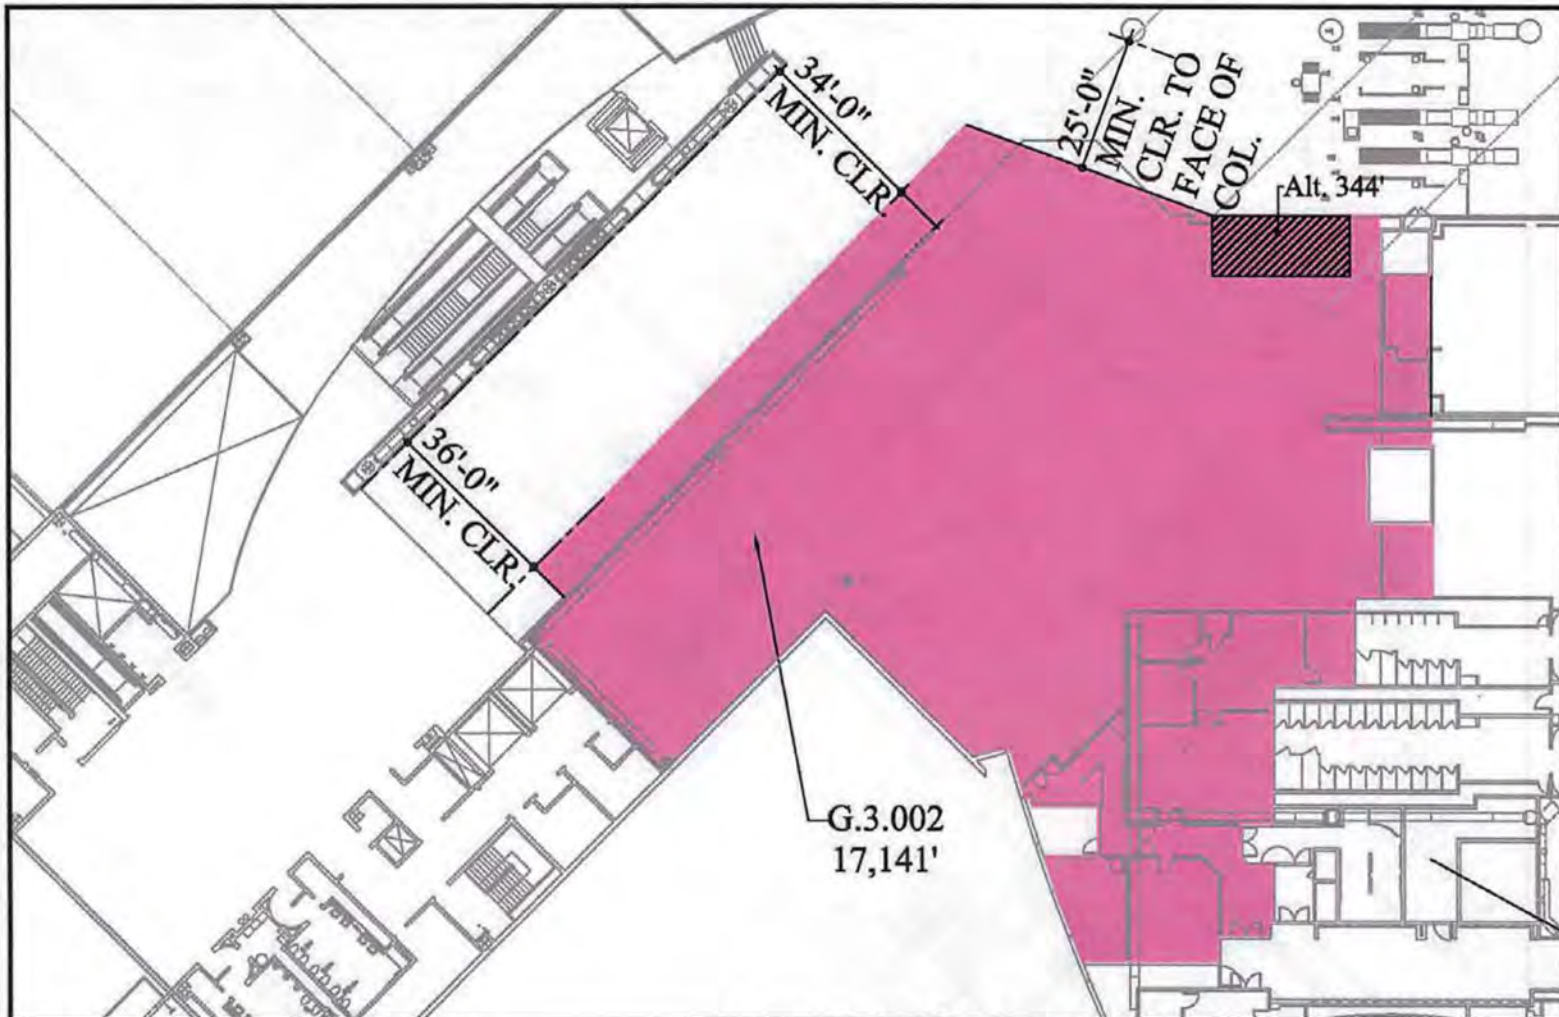 34'-0"
MIN. CLR.
25'-0"
MIN.
CLR. TO
FACE OF
COL.
Alt. 344'
36'-0"
MIN. CLR.
G.3.002
17,141'